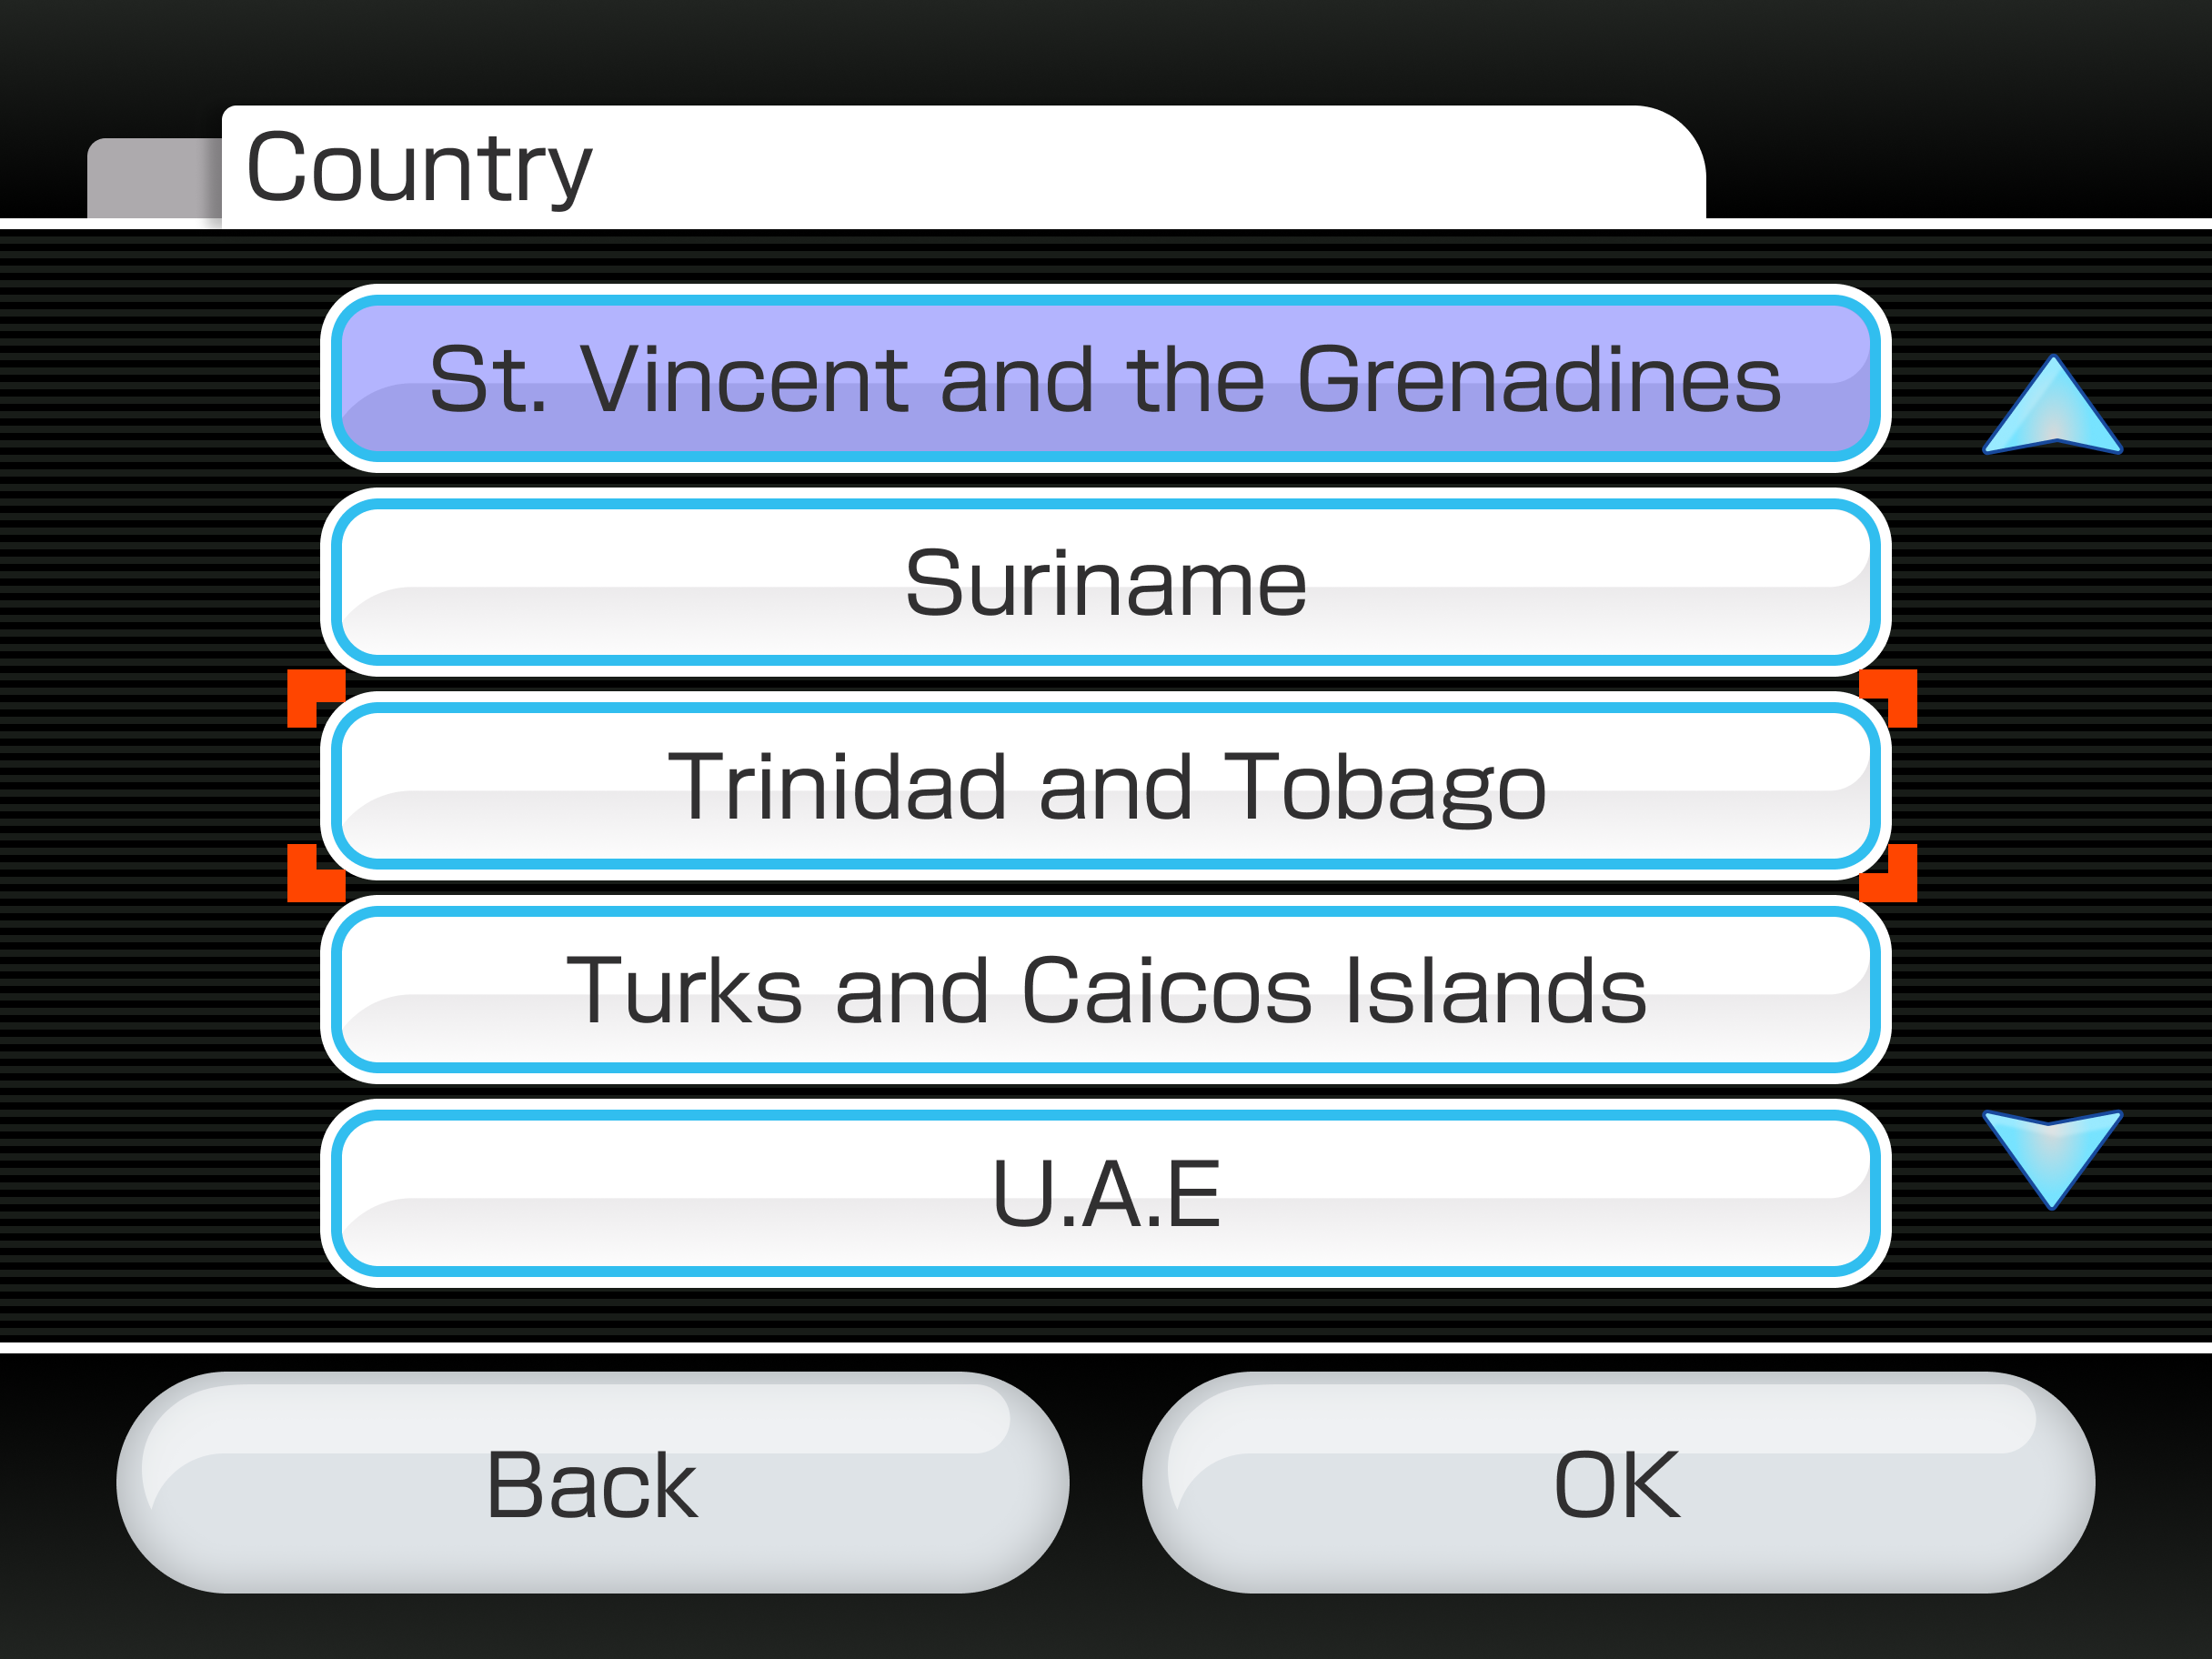 Country
St. Vincent and the Grenadines
Suriname
Trinidad and Tobago
Turks and Caicos Islands
U.A.E
Back
OK